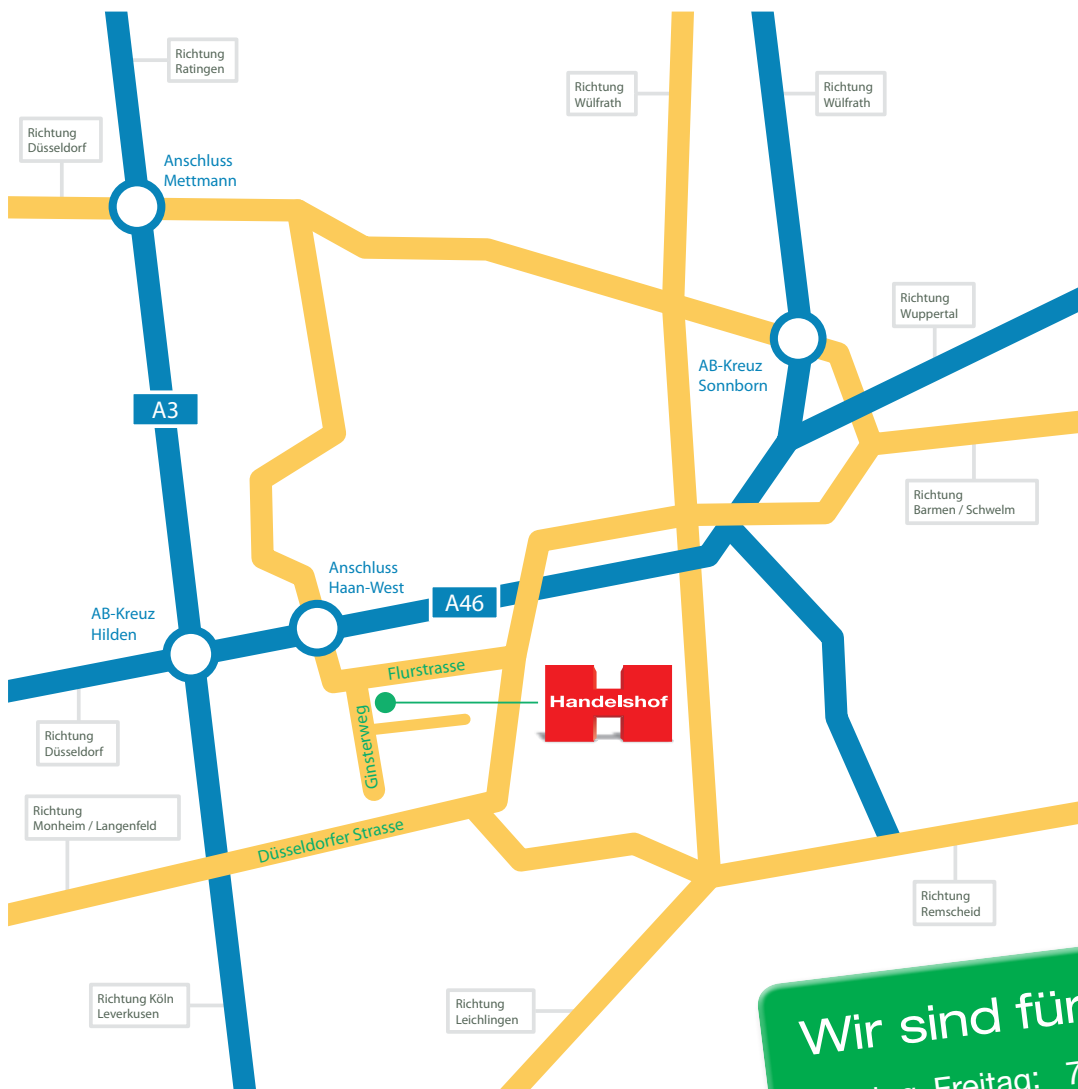 Richtung
Ratingen
Richtung
Wülfrath
Richtung
Wülfrath
Richtung
Düsseldorf
Anschluss
Mettmann
Richtung
Wuppertal
AB-Kreuz
Sonnborn
A3
Richtung
Barmen / Schwelm
Anschluss
Haan-West
A46
AB-Kreuz
Hilden
Flurstrasse
Handelshof
Ginsterweg
Richtung
Düsseldorf
Richtung
Monheim / Langenfeld
Düsseldorfer Strasse
Richtung
Remscheid
Richtung Köln
Leverkusen
Richtung
Leichlingen
Wir sind für
Freitag: 7